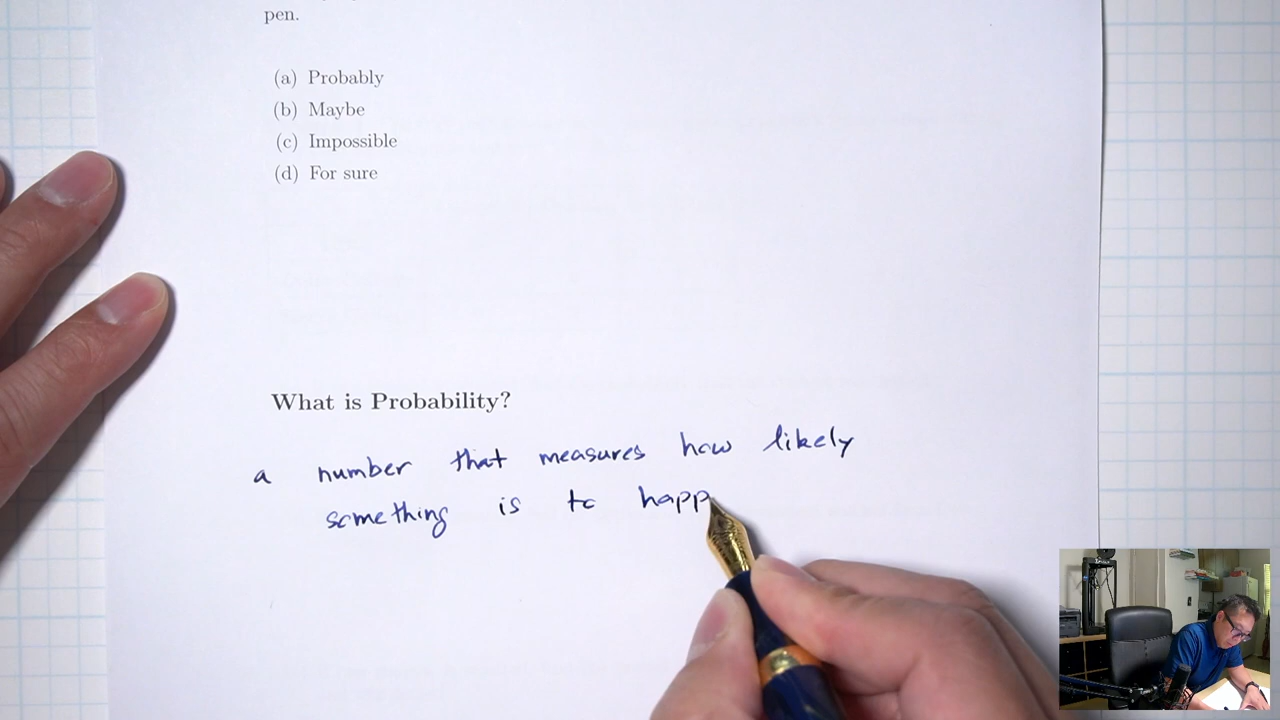 pen.
(a) Probably
(b) Maybe
(c) Impossible
(d) For sure
What is Probability?
a number that measures how likely
something is to happ